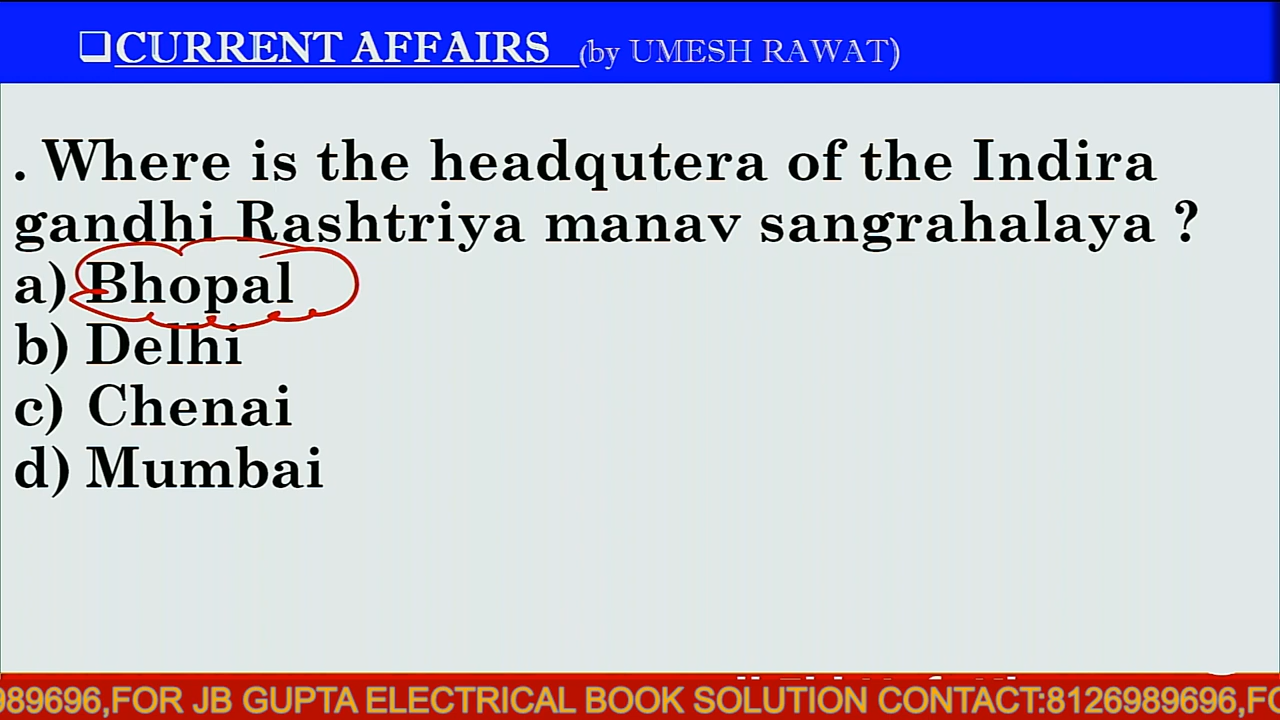 ❑CURRENT AFFAIRS (by UMESH RAWAT)
. Where is the headqutera of the Indira
gandhi Rashtriya manav sangrahalaya ?
a) Bhopal
b) Delhi
c) Chenai
d) Mumbai
989696,FOR JB GUPTA ELECTRICAL BOOK SOLUTION CONTACT:8126989696,FO